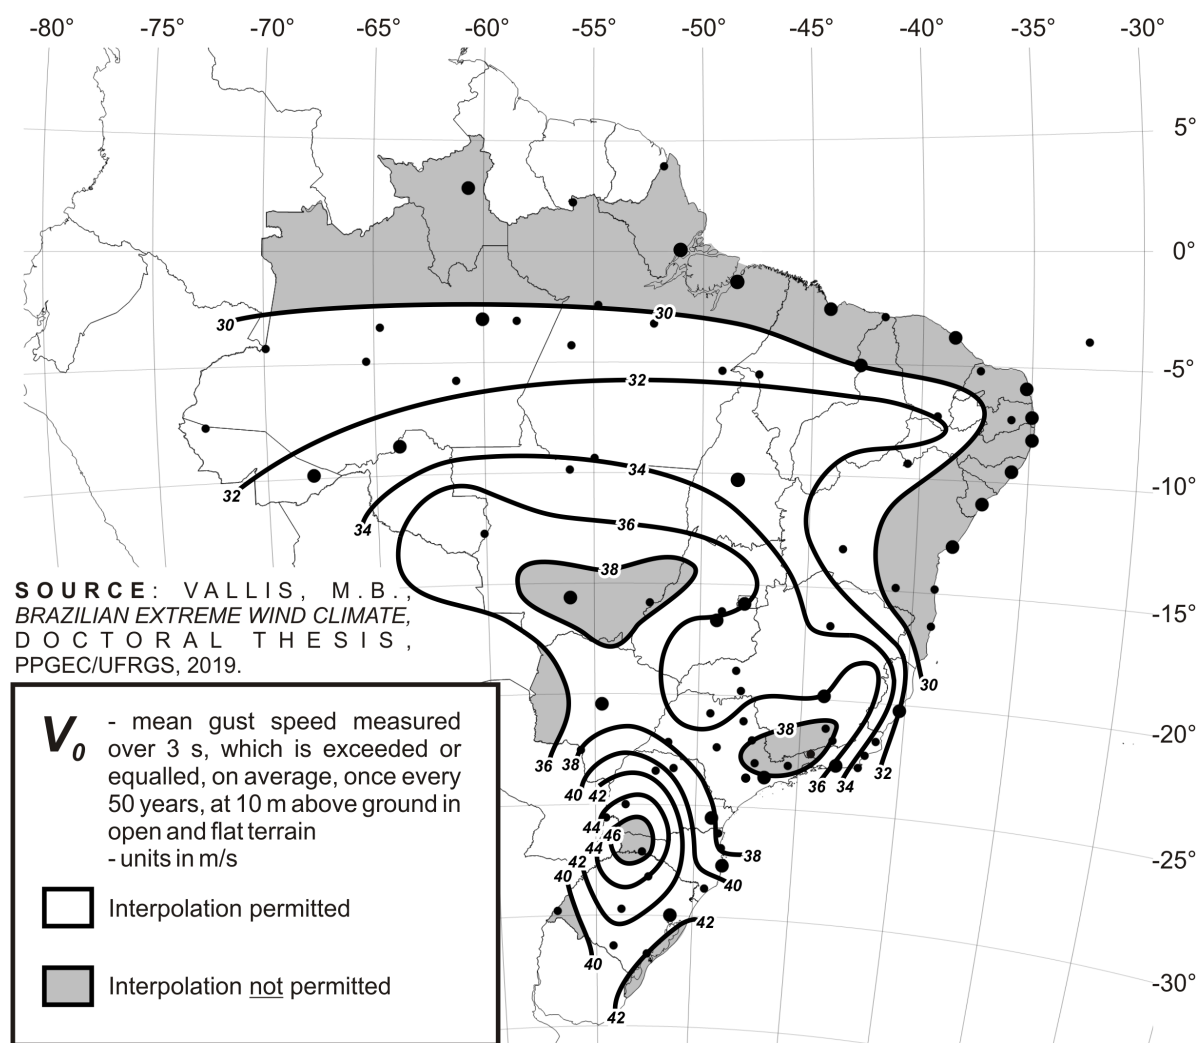 -80° -75° -70° -65° -60° -55° -50° -45° -40° -35° -30°
5°
0°
30
30
-5°
32
32
34
-10°
34
36
38
SOURCE: VALLIS, M.B.,
BRAZILIAN EXTREME WIND CLIMATE,
DOCTORAL THESIS,
PPGEC/UFRGS, 2019.
-15°
30
V0
- mean gust speed measured
over 3 s, which is exceeded or
equalled, on average, once every
50 years, at 10 m above ground in
open and flat terrain
- units in m/s
38
-20°
36 38
32
36 34
40 42
44 46
44
42
38
-25°
40
40
42
40
-30°
42
Interpolation permitted
Interpolation not permitted